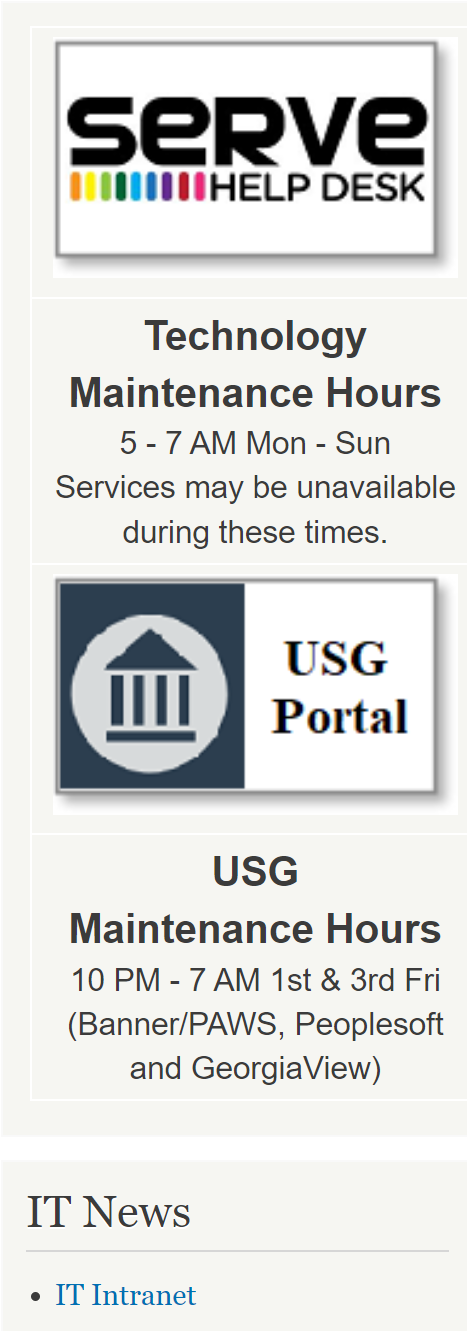 SERVE
HELP DESK
Technology
Maintenance Hours
5 - 7 AM Mon - Sun
Services may be unavailable
during these times.
USG
Portal
USG
Maintenance Hours
10 PM - 7 AM 1st & 3rd Fri
(Banner/PAWS, Peoplesoft
and GeorgiaView)
IT News
• IT Intranet